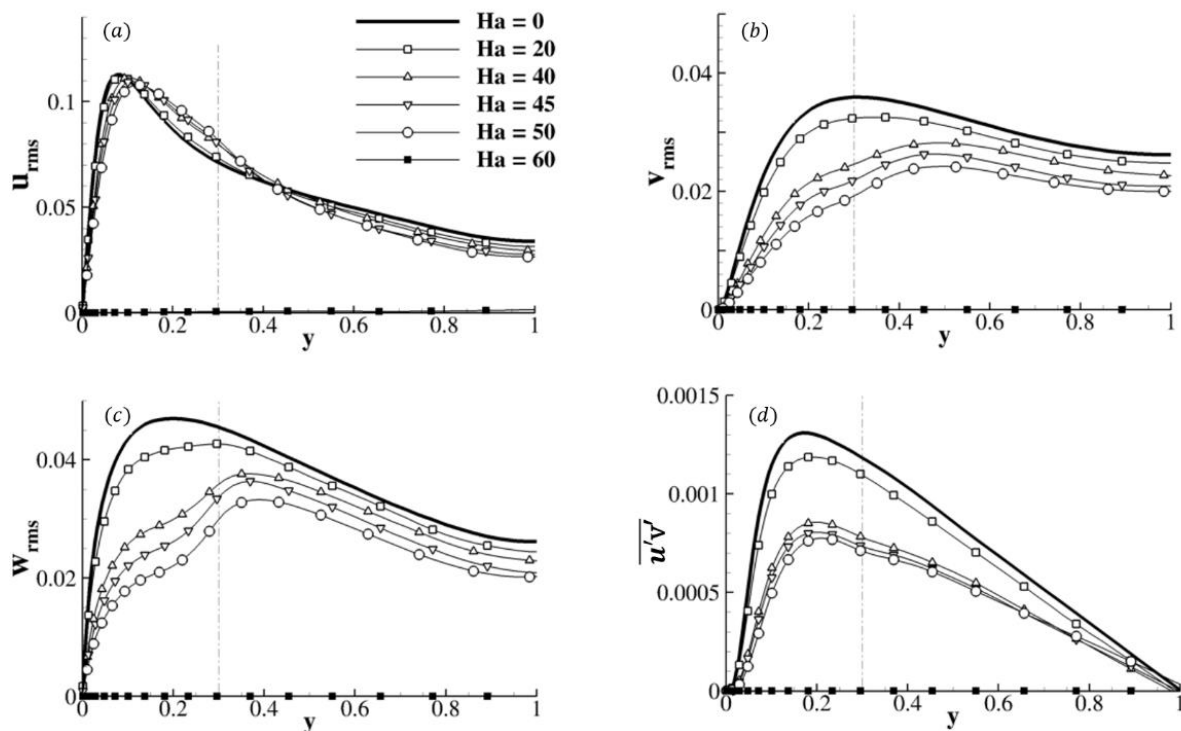 (a)
Ha = 0
Ha = 20
Ha = 40
Ha = 45
Ha = 50
Ha = 60
0.1
0.05
0
u_rms
0 0.2 0.4 0.6 0.8 1
y
(b)
0.04
0.02
0
v_rms
0 0.2 0.4 0.6 0.8 1
y
(c)
0.04
0.02
0
w_rms
0 0.2 0.4 0.6 0.8 1
y
(d)
0.0015
0.001
0.0005
0
u'v'
0 0.2 0.4 0.6 0.8 1
y